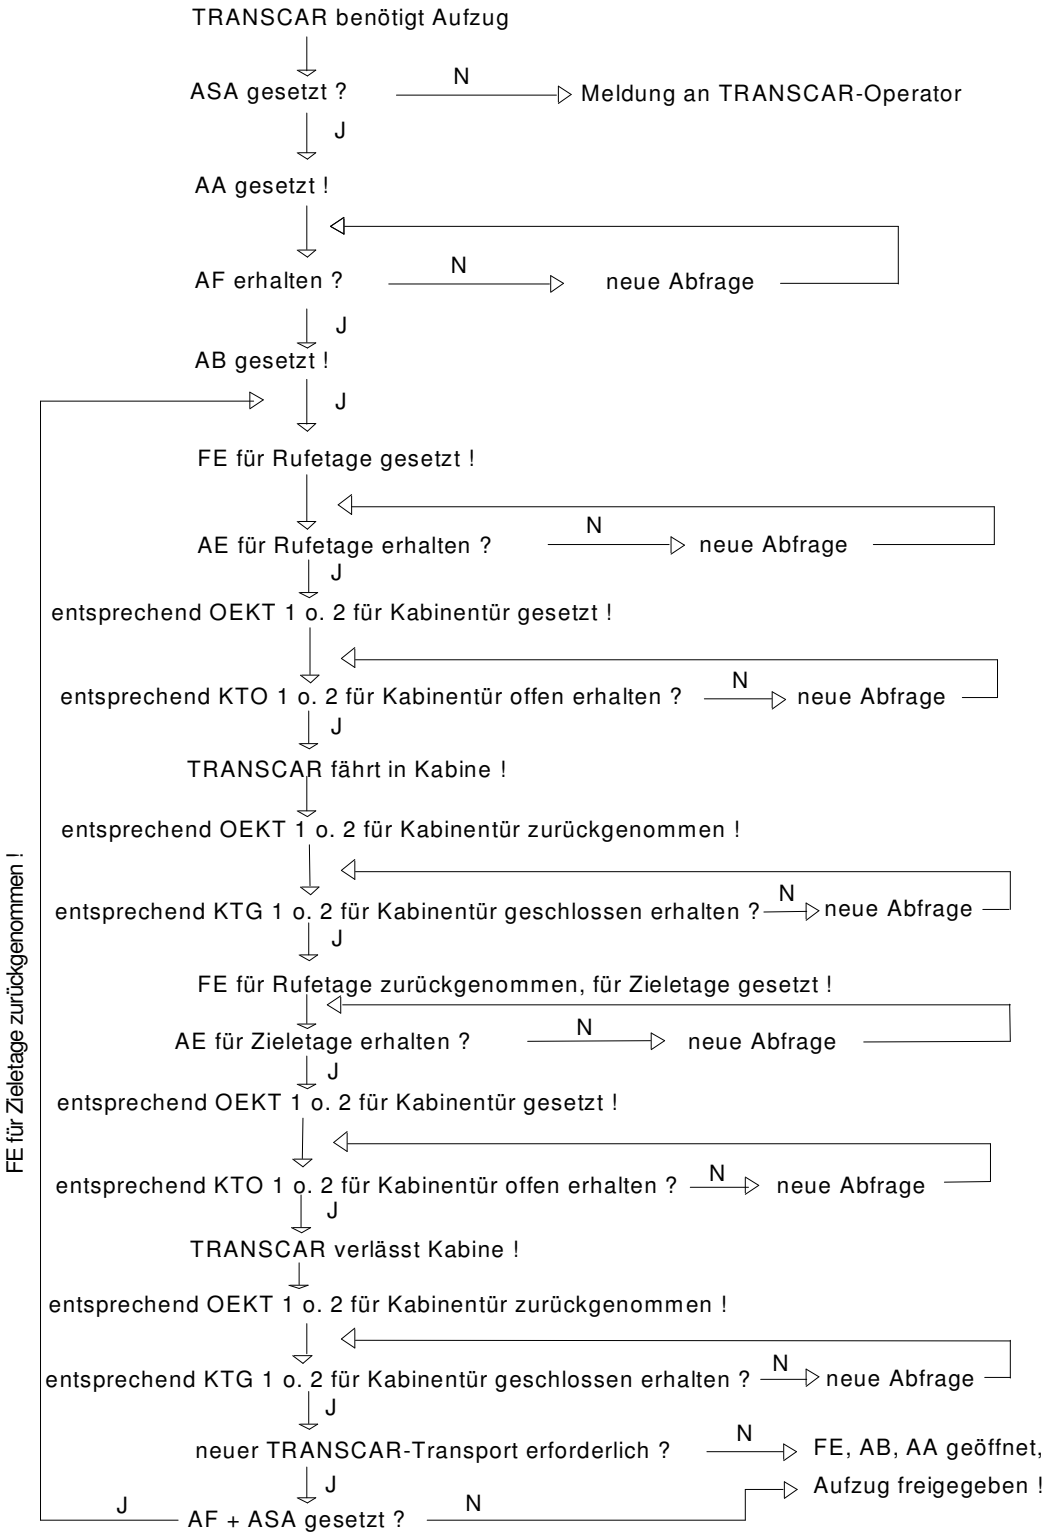 TRANSCAR benötigt Aufzug
ASA gesetzt ?
N
Meldung an TRANSCAR-Operator
J
AA gesetzt !
AF erhalten ?
N
neue Abfrage
J
AB gesetzt !
J
FE für Rufetage gesetzt !
AE für Rufetage erhalten ?
N
neue Abfrage
J
entsprechend OEKT 1 o. 2 für Kabinentür gesetzt !
entsprechend KTO 1 o. 2 für Kabinentür offen erhalten ?
N
neue Abfrage
J
TRANSCAR fährt in Kabine !
entsprechend OEKT 1 o. 2 für Kabinentür zurückgenommen !
entsprechend KTG 1 o. 2 für Kabinentür geschlossen erhalten ?
N
neue Abfrage
J
FE für Rufetage zurückgenommen, für Zieletage gesetzt !
AE für Zieletage erhalten ?
N
neue Abfrage
J
entsprechend OEKT 1 o. 2 für Kabinentür gesetzt !
entsprechend KTO 1 o. 2 für Kabinentür offen erhalten ?
N
neue Abfrage
J
TRANSCAR verlässt Kabine !
entsprechend OEKT 1 o. 2 für Kabinentür zurückgenommen !
entsprechend KTG 1 o. 2 für Kabinentür geschlossen erhalten ?
N
neue Abfrage
J
neuer TRANSCAR-Transport erforderlich ?
N
FE, AB, AA geöffnet,
Aufzug freigegeben !
J
AF + ASA gesetzt ?
N
J
FE für Zieletage zurückgenommen !